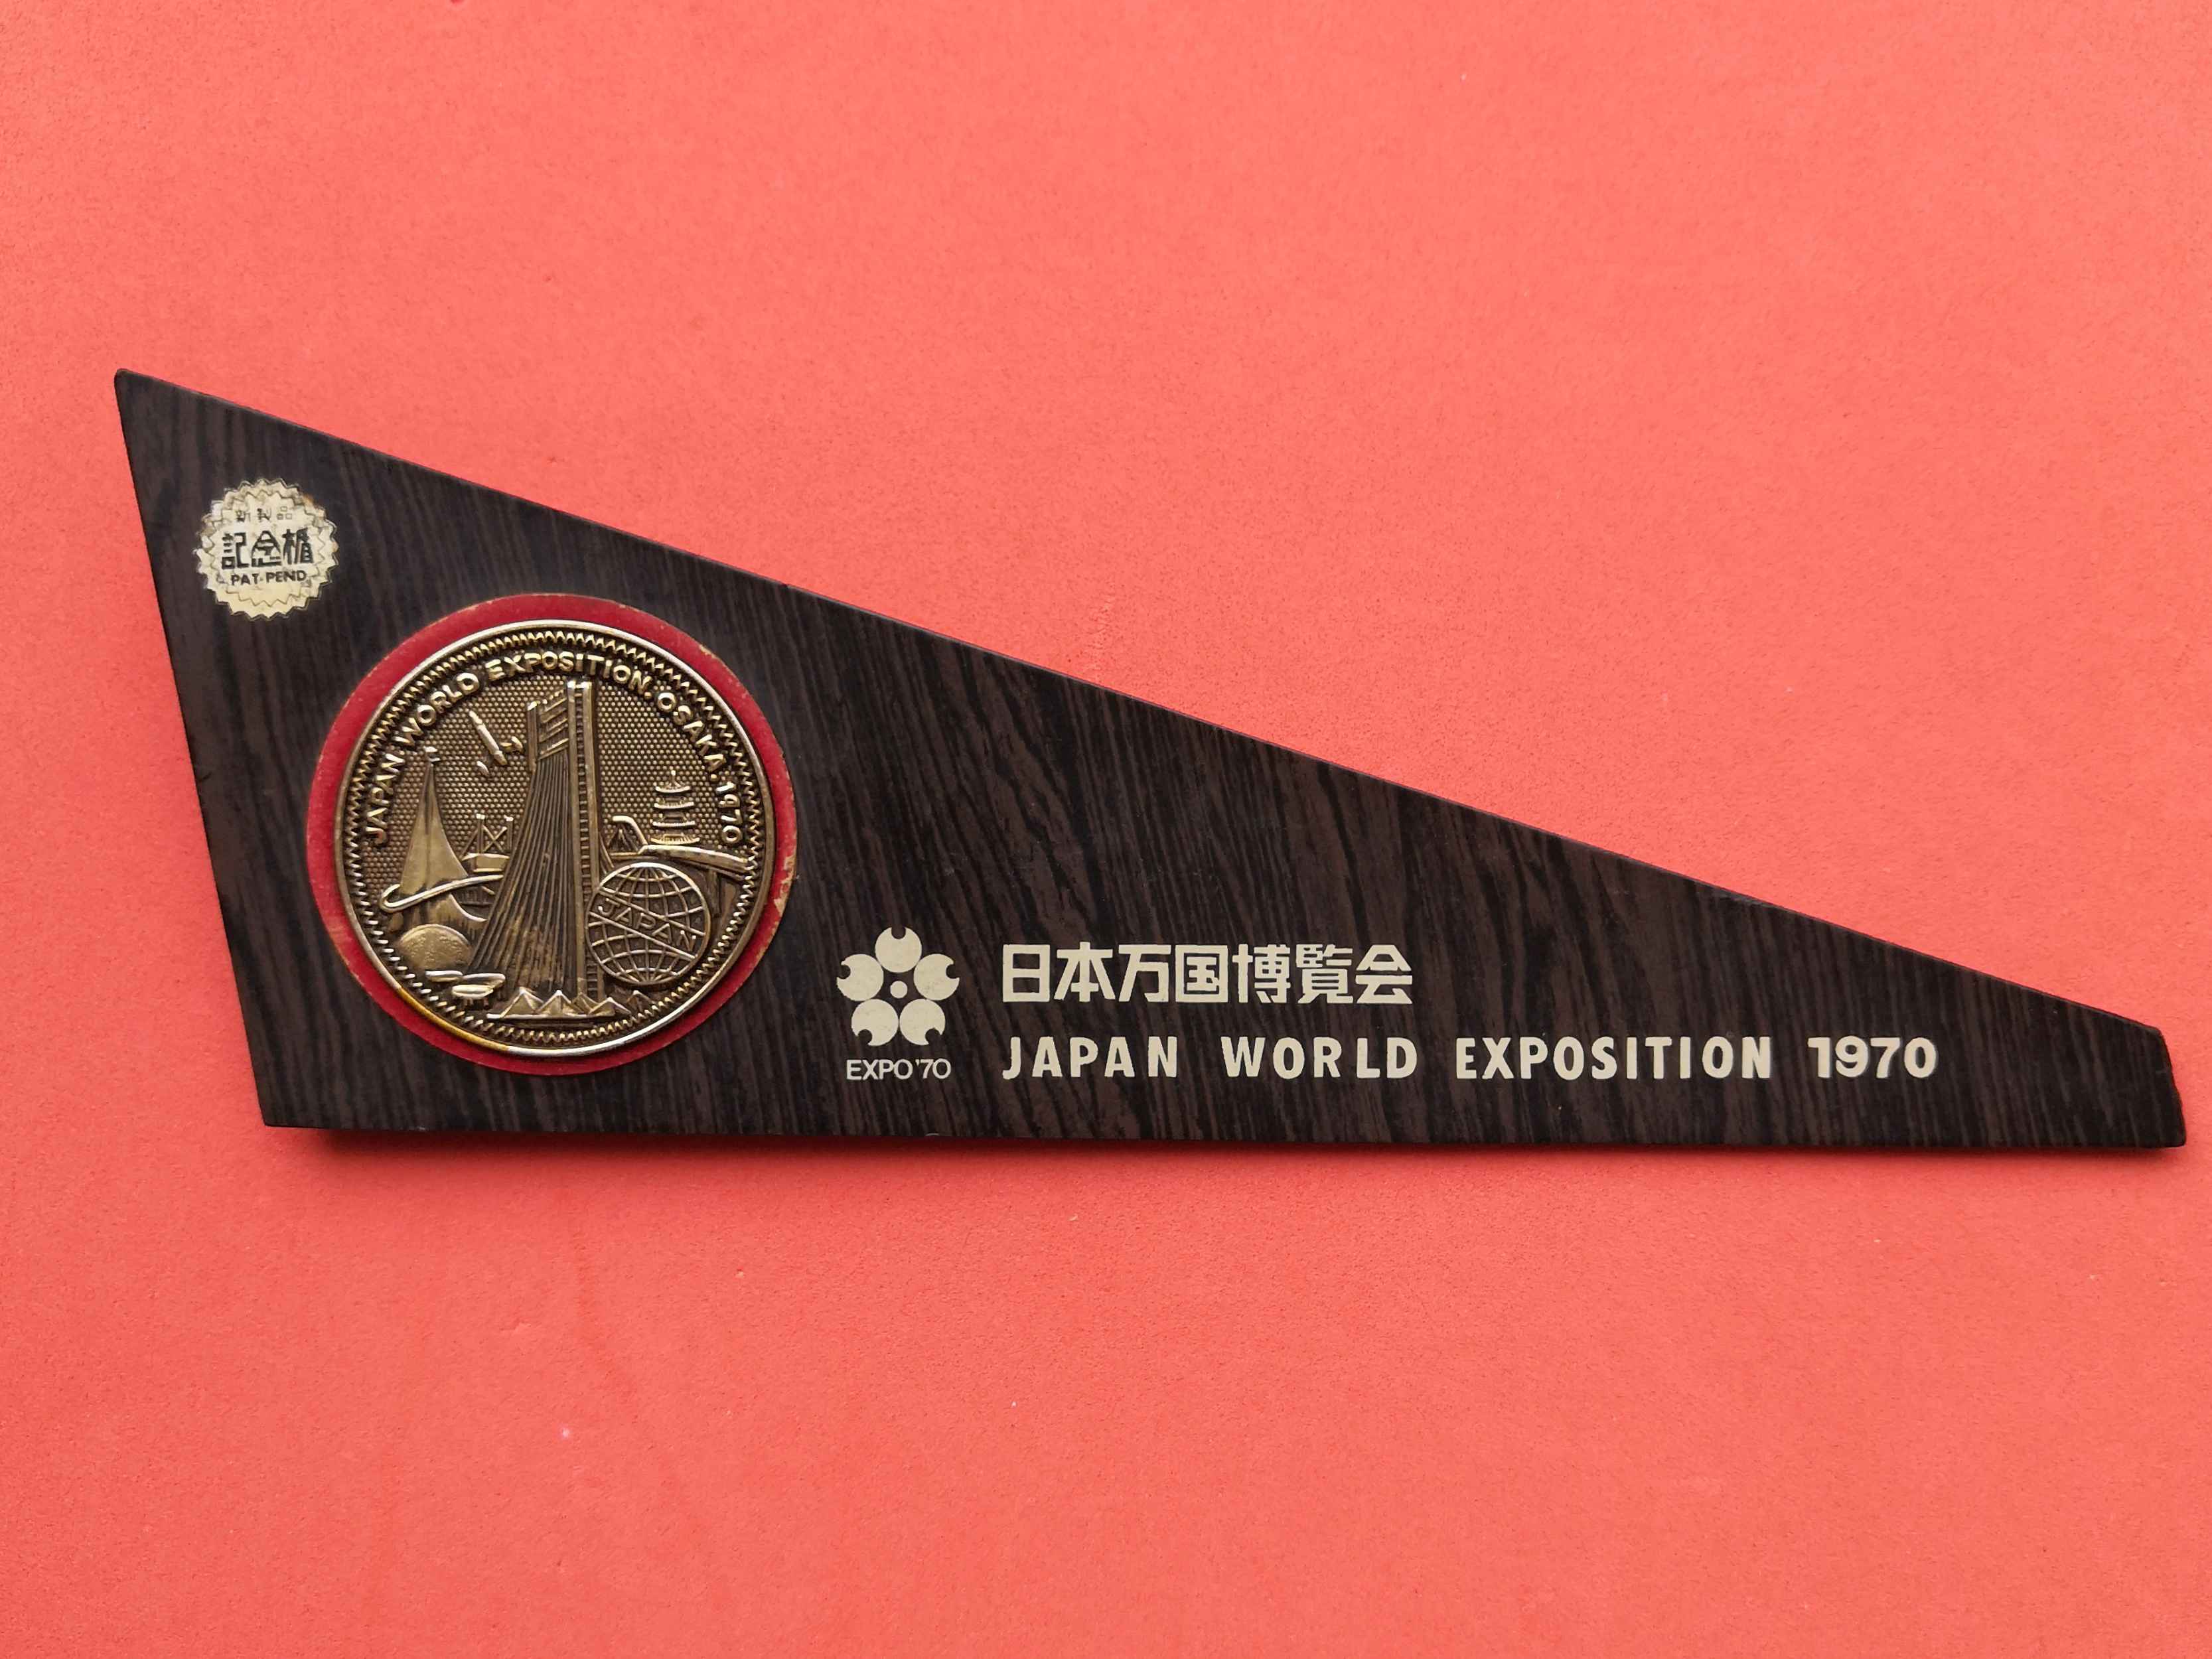 新製品
記念楯
PAT·PEND
JAPAN WORLD EXPOSITION. OSAKA. 1970
JAPAN
EXPO'70
日本万国博覧会
JAPAN WORLD EXPOSITION 1970